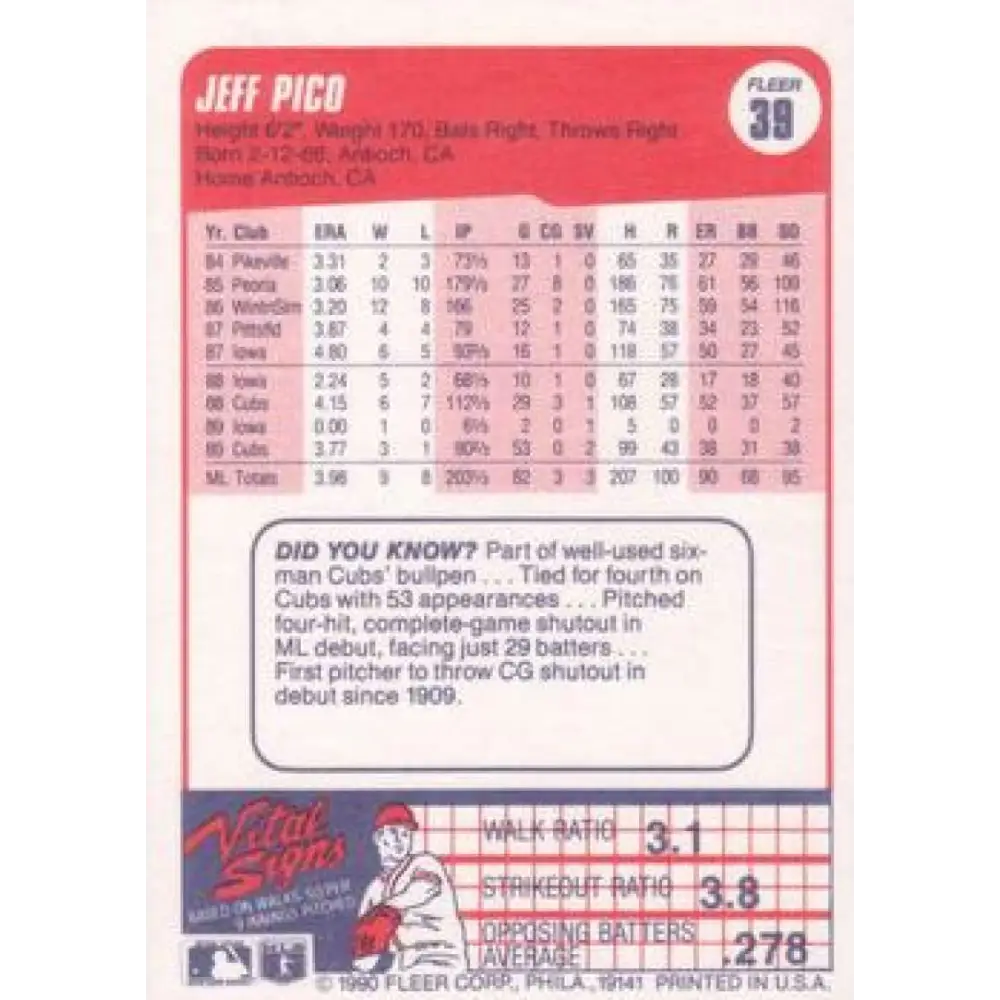 JEFF PICO
FLEER
39
Height 6'2", Weight 170, Bats Right, Throws Right
Born 2-12-66, Antioch, CA
Home Antioch, CA
Yr. Club ERA W L IP G CG SV H R ER BB SO
84 Pikeville 3.31 2 3 73⅓ 13 1 0 65 35 27 29 46
85 Peoria 3.06 10 10 179⅓ 27 8 0 186 76 61 56 109
86 WintrSlm 3.20 12 8 166 25 2 0 165 75 59 54 116
87 Pittsfld 3.87 4 4 79 12 1 0 74 38 34 23 52
87 Iowa 4.80 6 5 16 1 0 118 57 50 27 45
88 Iowa 2.24 5 2 10 1 0 67 28 17 18 40
88 Cubs 4.15 6 7 112⅔ 29 3 1 108 57 52 37 57
89 Iowa 0.00 1 0 2 0 1 5 0 0 0 2
89 Cubs 3.77 3 1 90⅔ 53 0 2 99 43 38 31 38
ML Totals 3.98 9 8 203⅓ 82 3 3 207 100 90 68 95
DID YOU KNOW? Part of well-used six-
man Cubs' bullpen . . . Tied for fourth on
Cubs with 53 appearances . . . Pitched
four-hit, complete-game shutout in
ML debut, facing just 29 batters . . .
First pitcher to throw CG shutout in
debut since 1909.
Vital
Signs
BASED ON WALKS, SO PER
9 INNINGS PITCHED
WALK RATIO 3.1
STRIKEOUT RATIO 3.8
OPPOSING BATTERS
AVERAGE .278
© 1990 FLEER CORP., PHILA., 19141 PRINTED IN U.S.A.